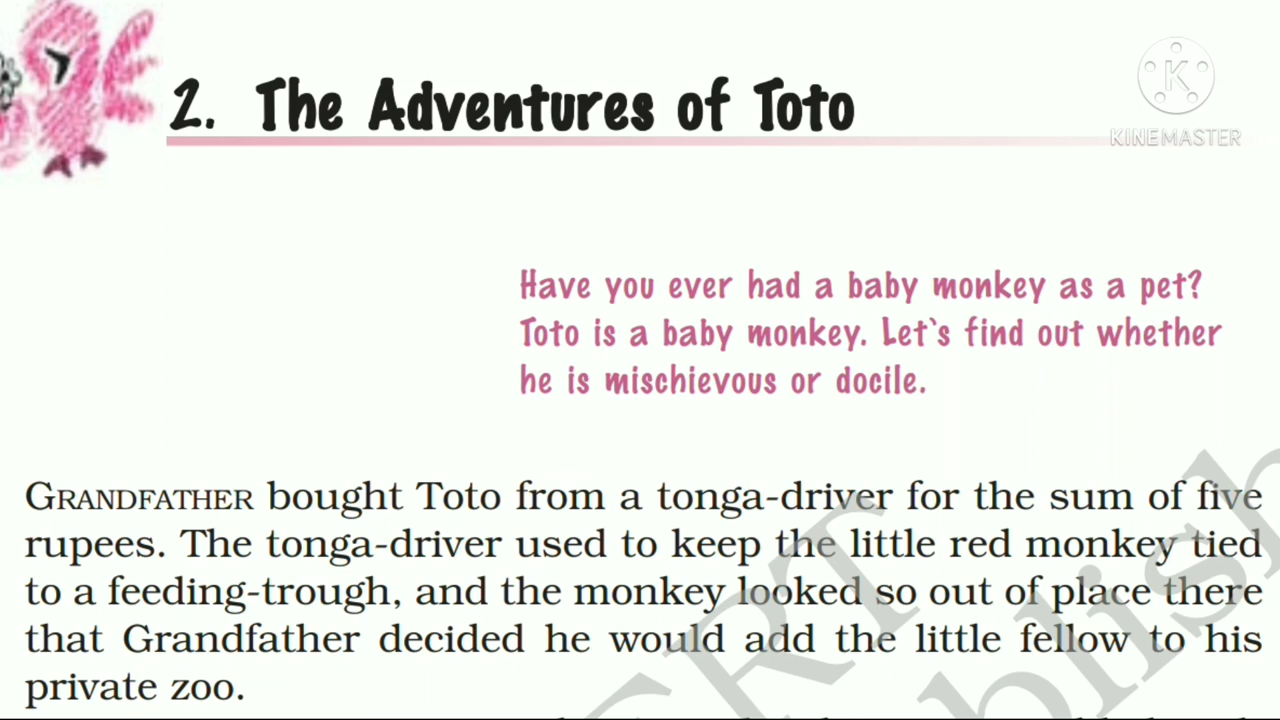 2. The Adventures of Toto
K
KINEMASTER
Have you ever had a baby monkey as a pet?
Toto is a baby monkey. Let's find out whether
he is mischievous or docile.
GRANDFATHER bought Toto from a tonga-driver for the sum of five
rupees. The tonga-driver used to keep the little red monkey tied
to a feeding-trough, and the monkey looked so out of place there
that Grandfather decided he would add the little fellow to his
private zoo.